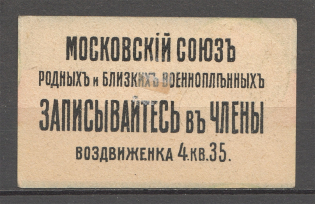 МОСКОВСКІЙ СОЮЗЪ
РОДНЫХЪ и БЛИЗКИХЪ ВОЕННОПЛѢННЫХЪ
ЗАПИСЫВАЙТЕСЬ ВЪ ЧЛЕНЫ
ВОЗДВИЖЕНКА 4. КВ. 35.